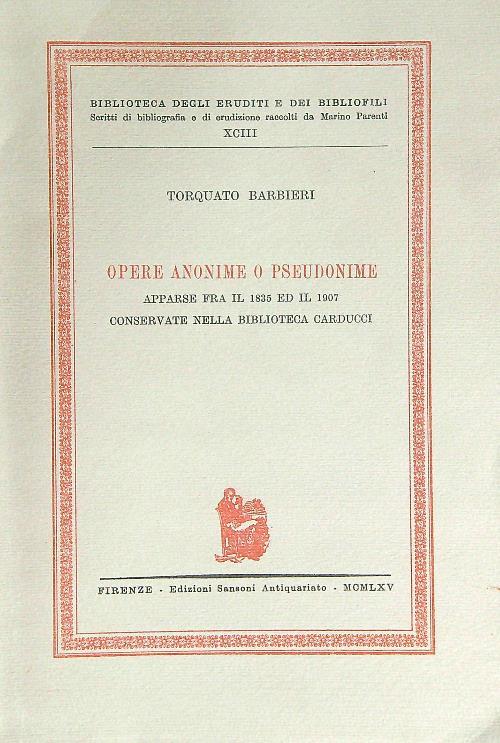 BIBLIOTECA DEGLI ERUDITI E DEI BIBLIOFILI
Scritti di bibliografia e di erudizione raccolti da Marino Parenti
XCIII
TORQUATO BARBIERI
OPERE ANONIME O PSEUDONIME
APPARSE FRA IL 1835 ED IL 1907
CONSERVATE NELLA BIBLIOTECA CARDUCCI
FIRENZE - Edizioni Sansoni Antiquariato - MCMLXV